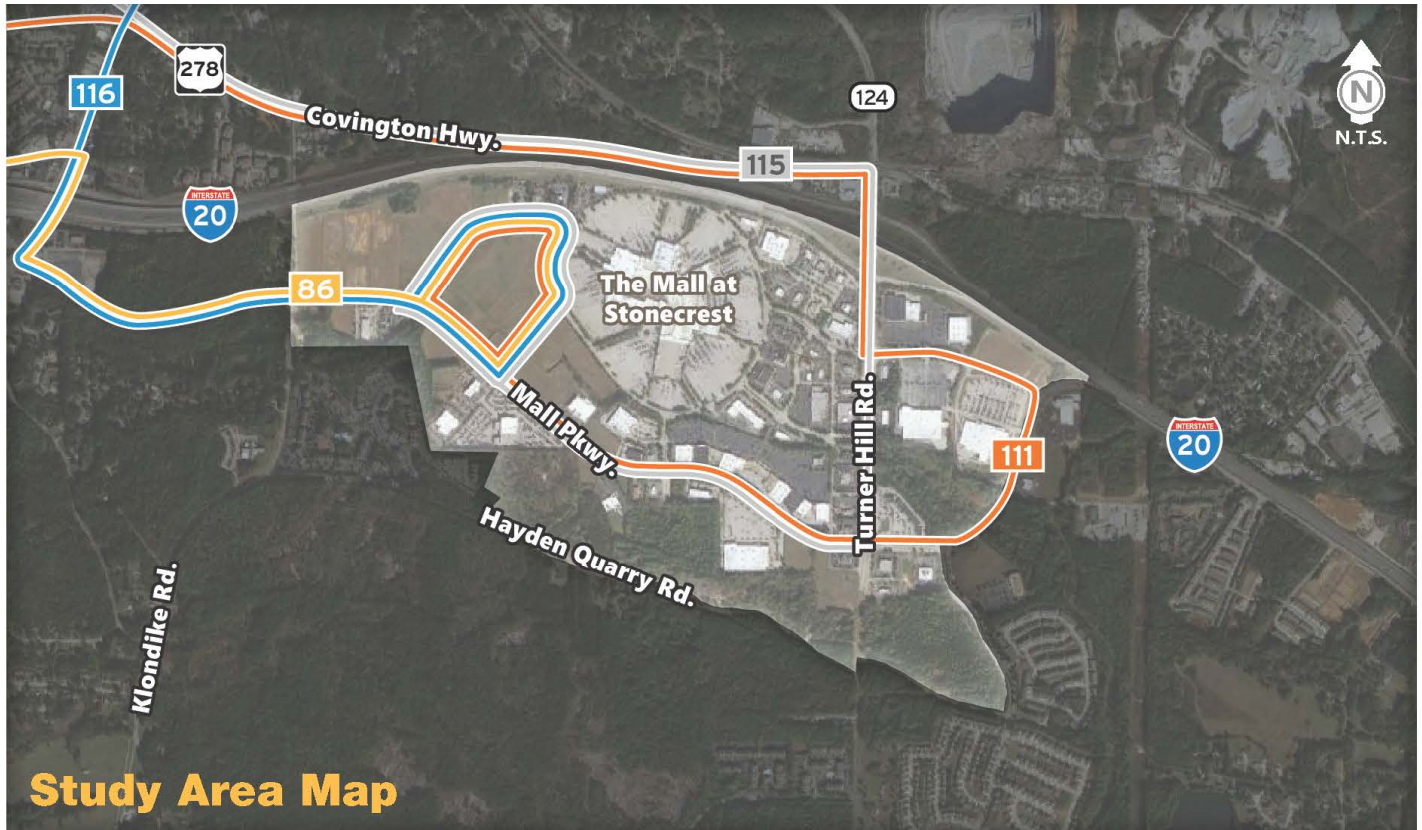 278
116
124
N
N.T.S.
Covington Hwy.
115
INTERSTATE
20
86
The Mall at
Stonecrest
Mall Pkwy.
Turner Hill Rd.
111
INTERSTATE
20
Hayden Quarry Rd.
Klondike Rd.
Study Area Map